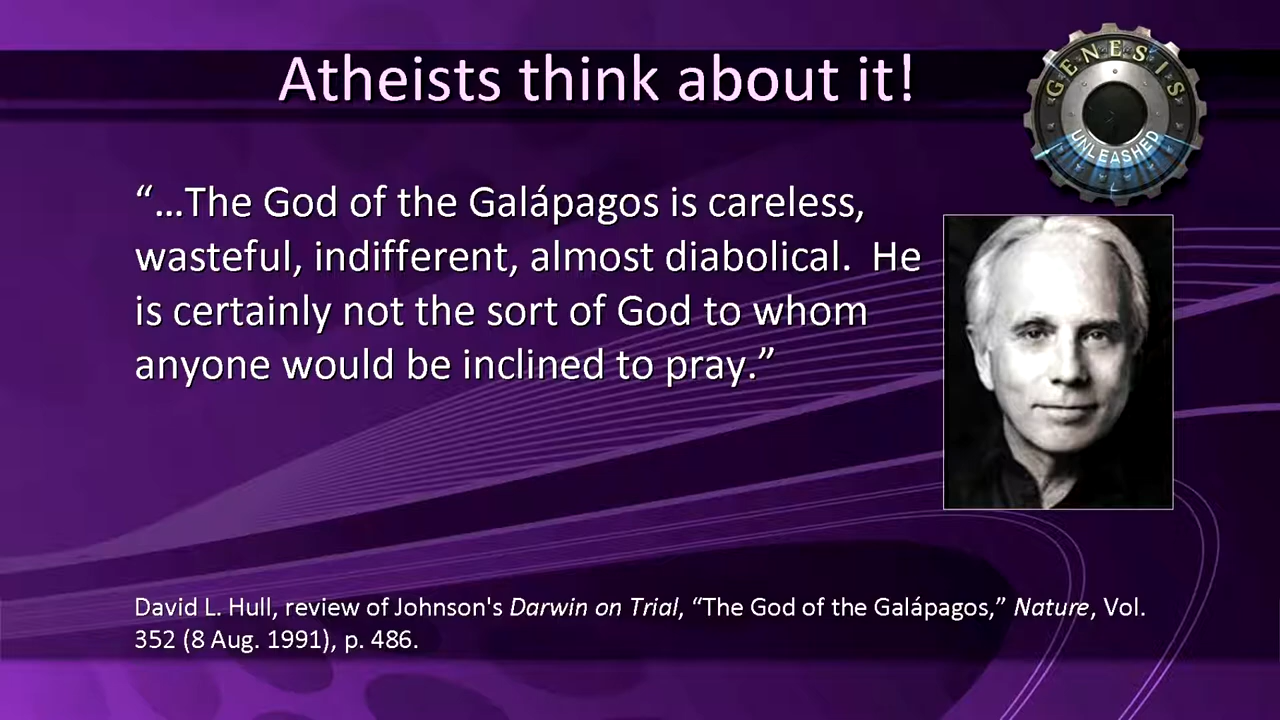 Atheists think about it!
GENESIS
UNLEASHED
“…The God of the Galápagos is careless,
wasteful, indifferent, almost diabolical.  He
is certainly not the sort of God to whom
anyone would be inclined to pray.”
David L. Hull, review of Johnson's Darwin on Trial, “The God of the Galápagos,” Nature, Vol.
352 (8 Aug. 1991), p. 486.